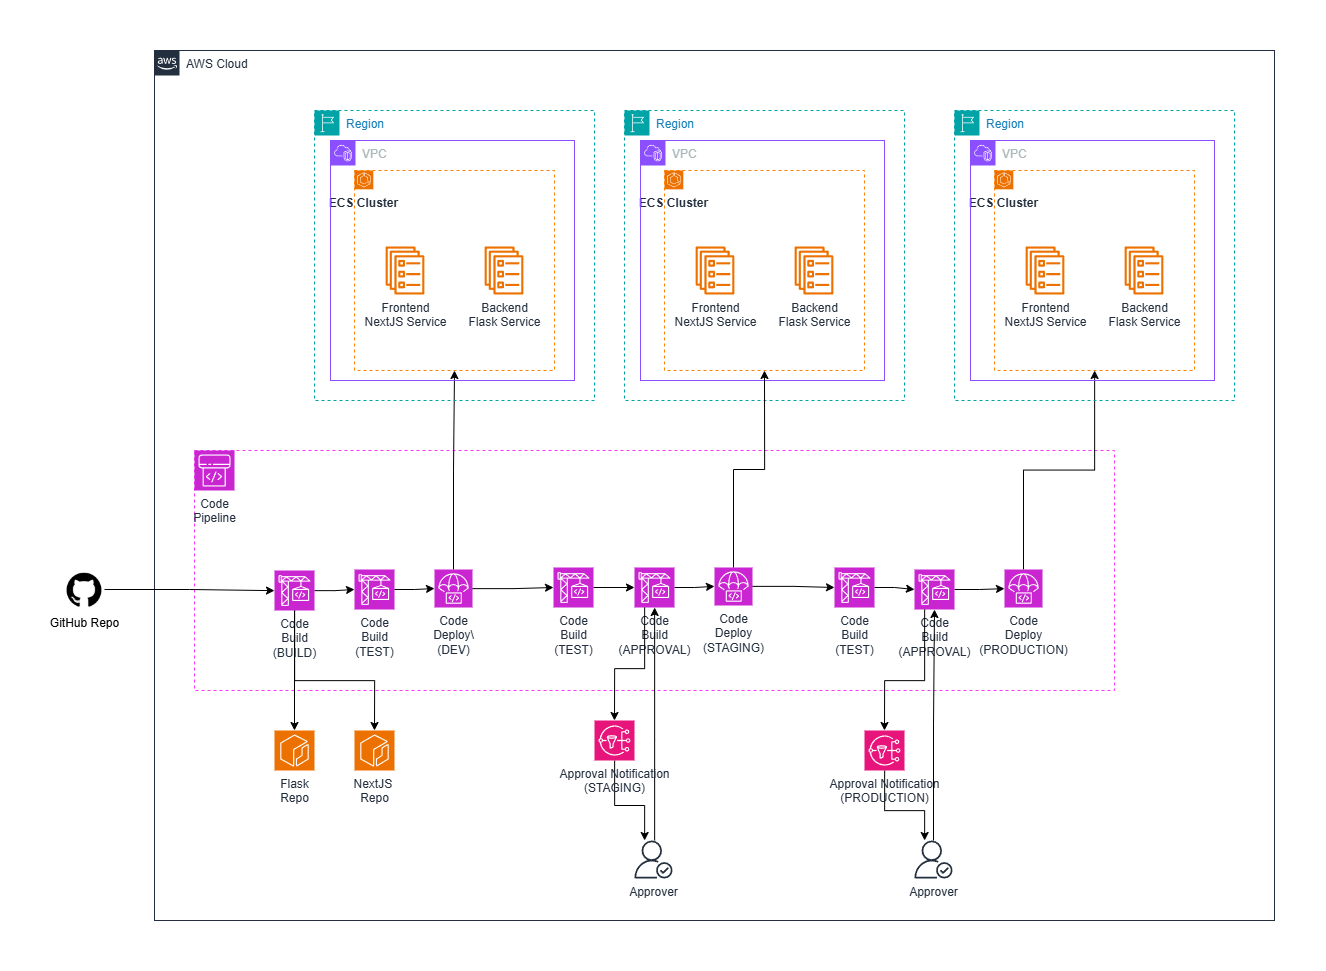 aws
AWS Cloud
Region
VPC
ECS Cluster
Frontend
NextJS Service
Backend
Flask Service
Region
VPC
ECS Cluster
Frontend
NextJS Service
Backend
Flask Service
Region
VPC
ECS Cluster
Frontend
NextJS Service
Backend
Flask Service
Code
Pipeline
GitHub Repo
Code
Build
(BUILD)
Code
Build
(TEST)
Code
Deploy\
(DEV)
Code
Build
(TEST)
Code
Build
(APPROVAL)
Code
Deploy
(STAGING)
Code
Build
(TEST)
Code
Build
(APPROVAL)
Code
Deploy
(PRODUCTION)
Flask
Repo
NextJS
Repo
Approval Notification
(STAGING)
Approval Notification
(PRODUCTION)
Approver
Approver